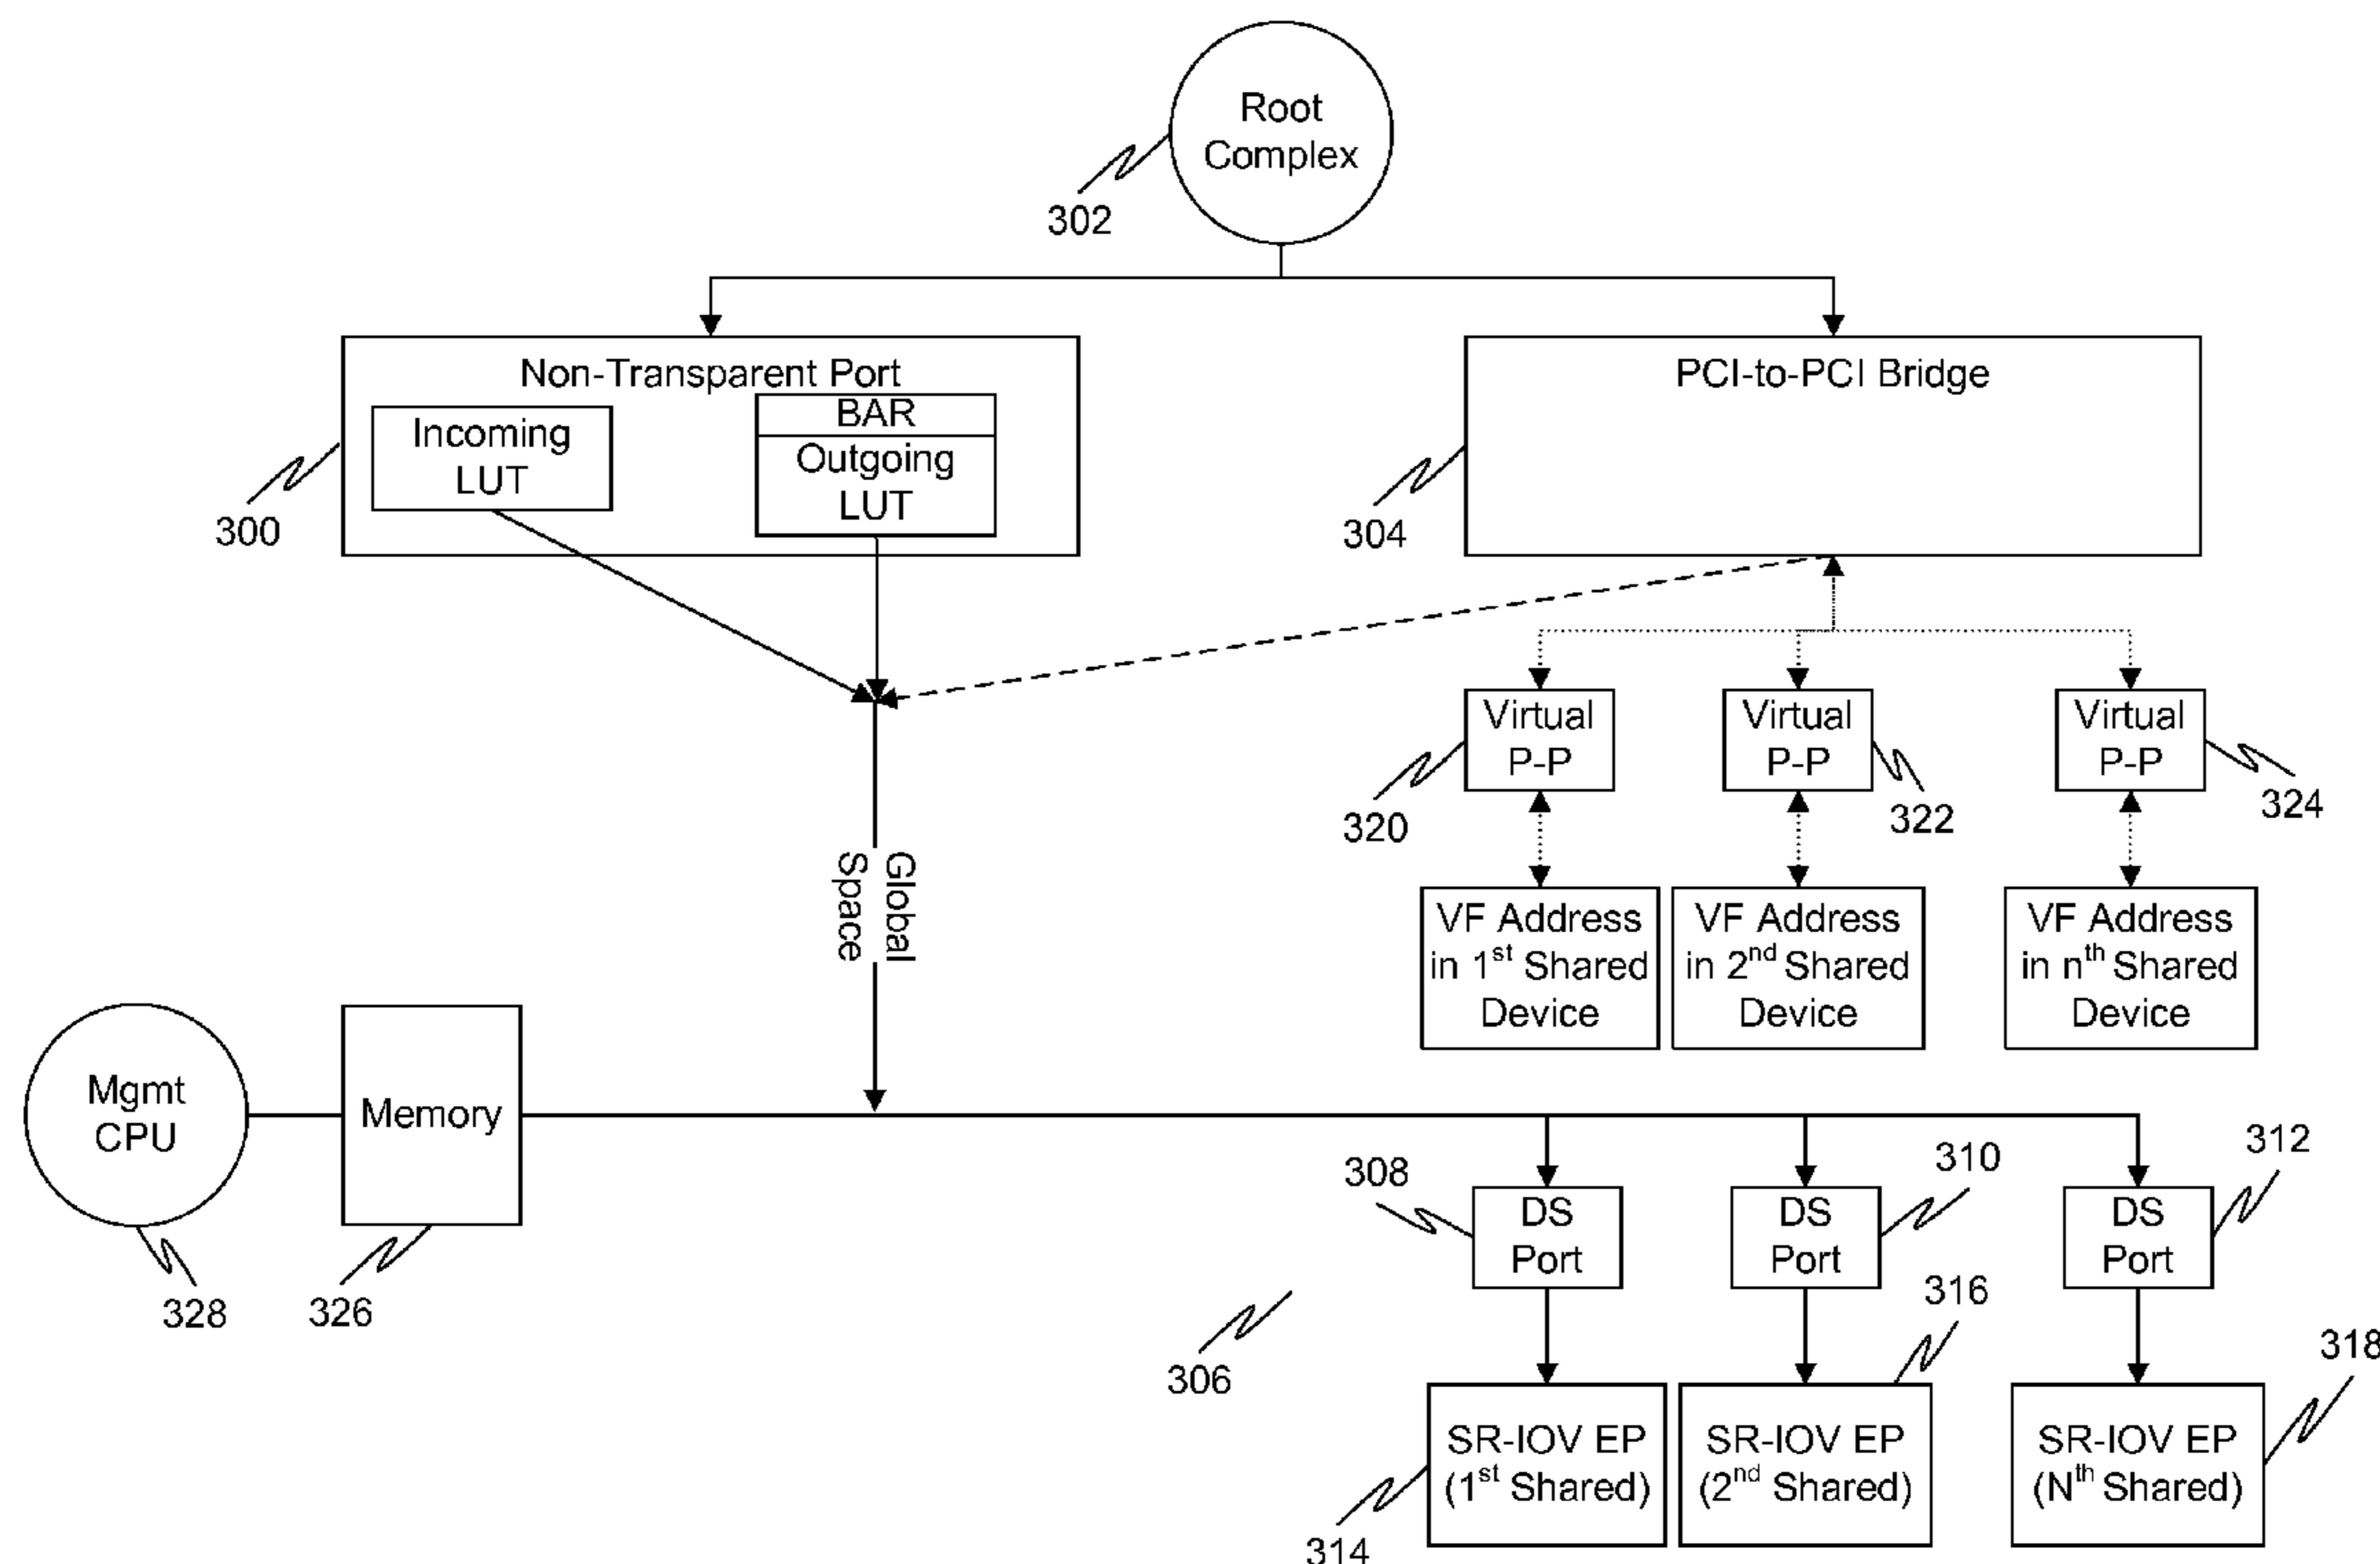 Root
Complex
302
Non-Transparent Port
Incoming
LUT
BAR
Outgoing
LUT
300
PCI-to-PCI Bridge
304
Virtual
P-P
320
Virtual
P-P
322
Virtual
P-P
324
Global
Space
VF Address
in 1st Shared
Device
VF Address
in 2nd Shared
Device
VF Address
in nth Shared
Device
Mgmt
CPU
328
Memory
326
306
308
DS
Port
310
DS
Port
312
DS
Port
314
SR-IOV EP
(1st Shared)
316
SR-IOV EP
(2nd Shared)
318
SR-IOV EP
(Nth Shared)